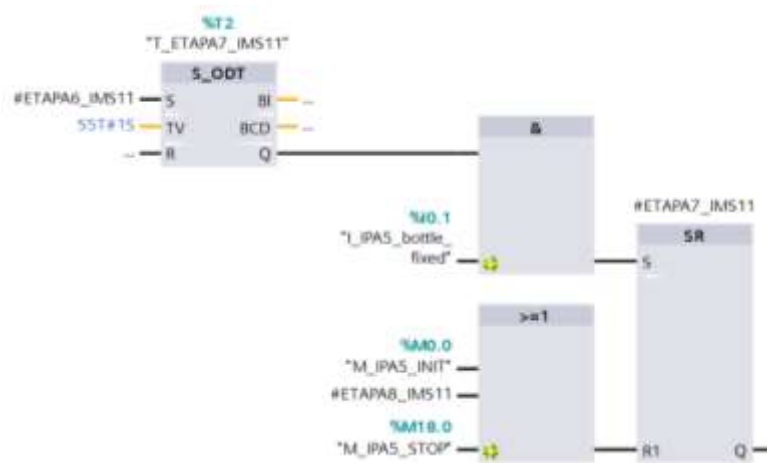 %T2
"T_ETAPA7_IMS11"
S_ODT
#ETAPA6_IMS11 S BI ...
S5T#1S TV BCD ...
... R Q
&
%I0.1
"I_IPA5_bottle_
fixed"
#ETAPA7_IMS11
SR
S
>=1
%M0.0
"M_IPA5_INIT"
#ETAPA8_IMS11
%M18.0
"M_IPA5_STOP"
R1 Q